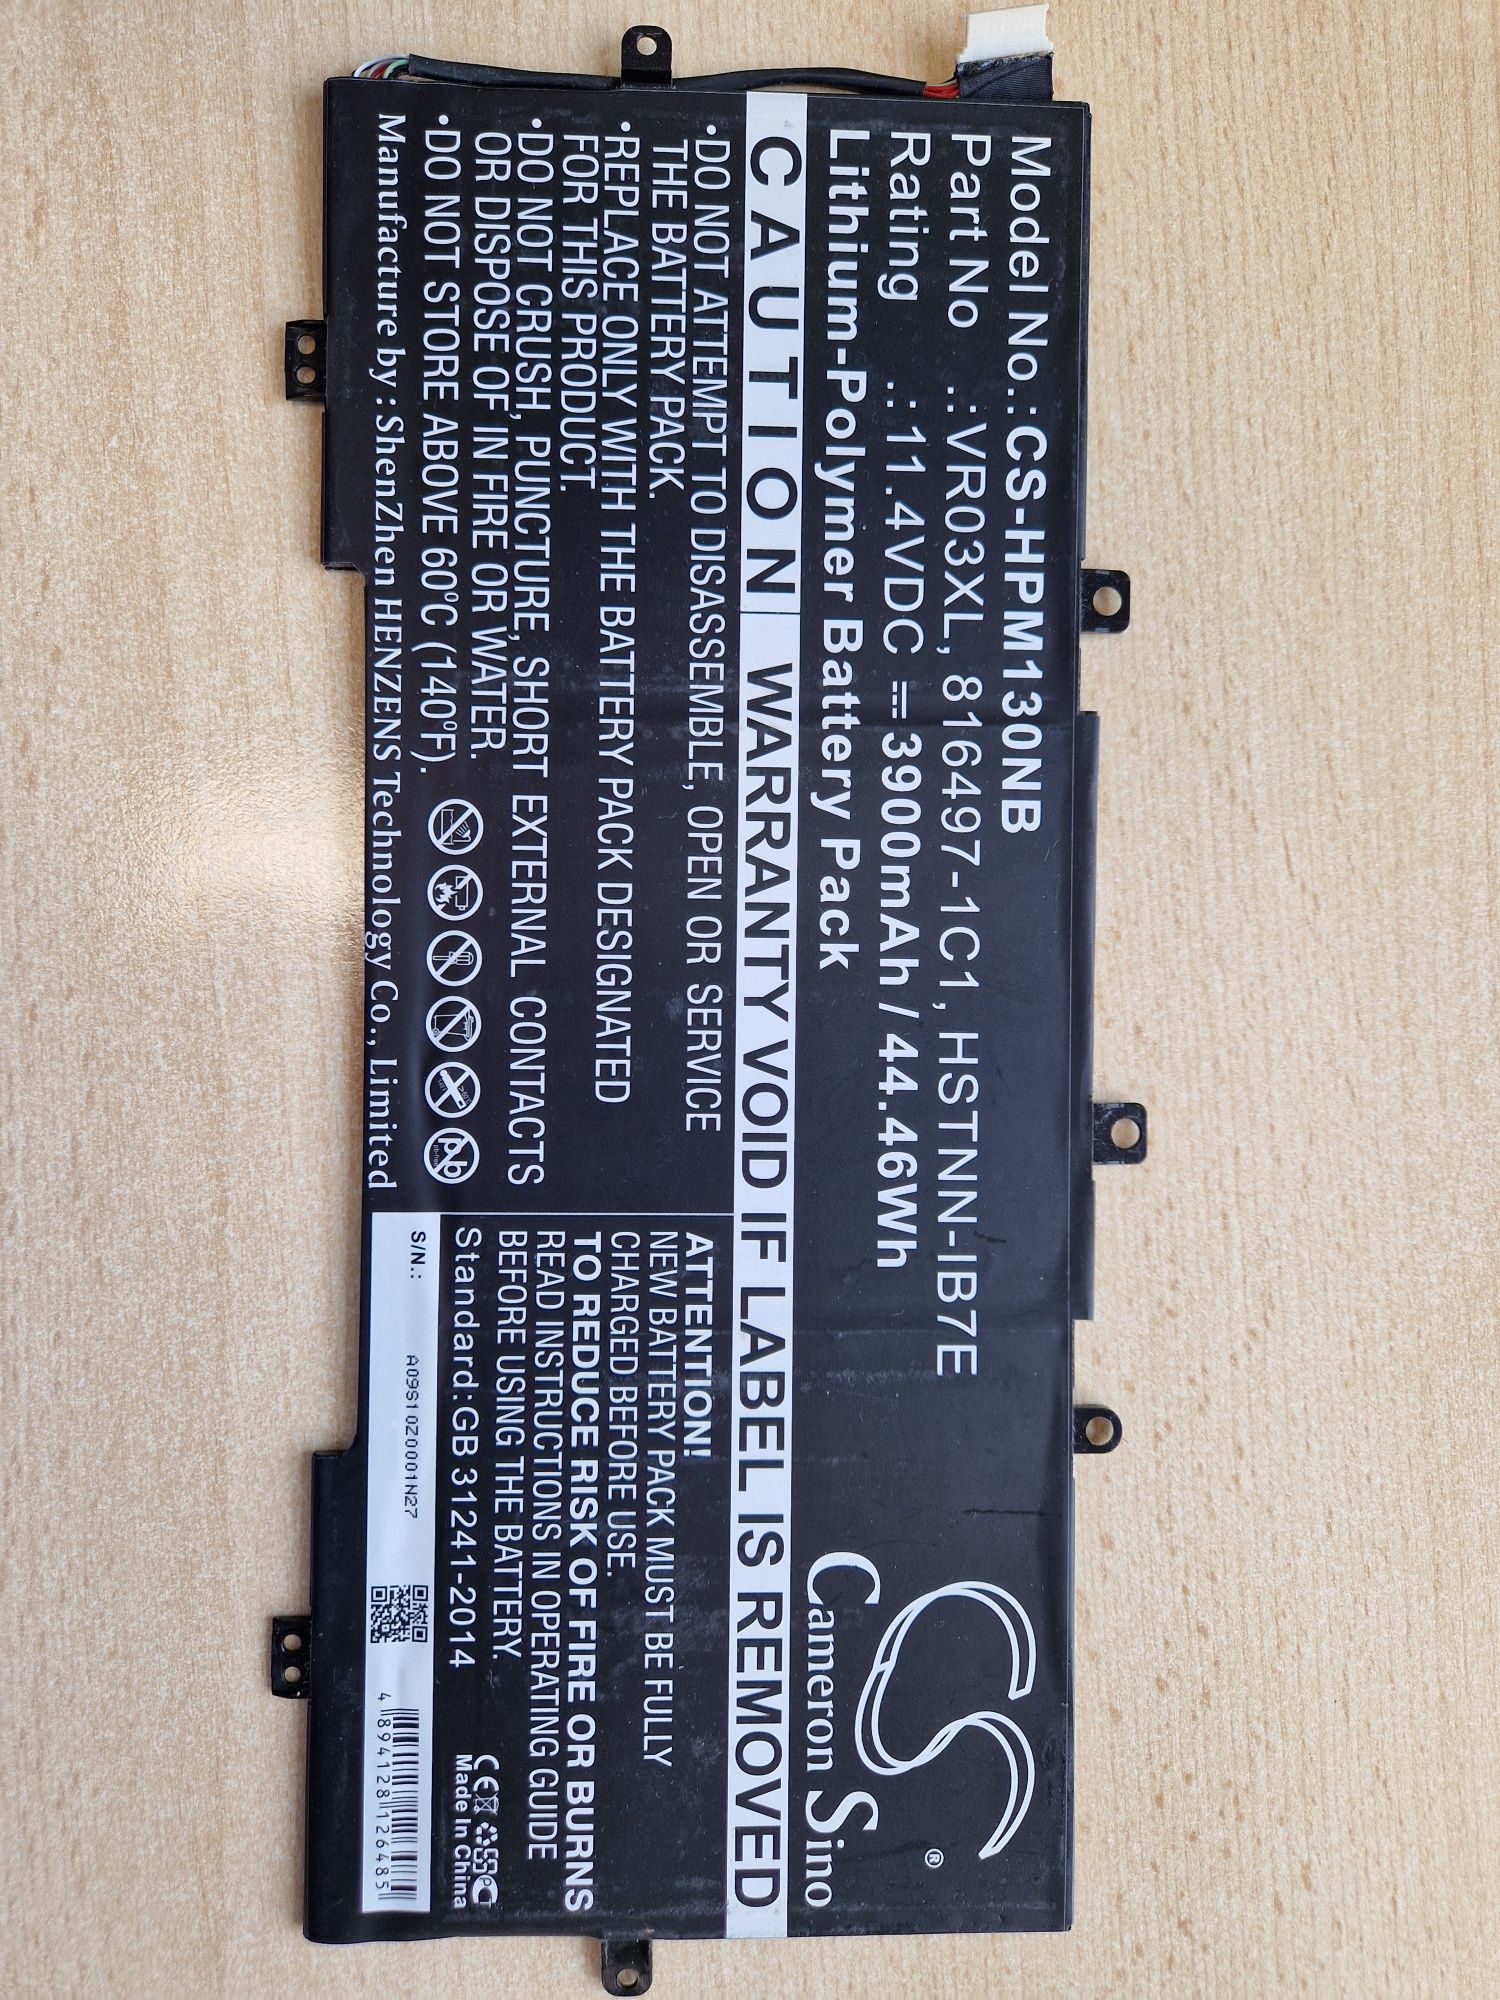 Model No.:CS-HPM130NB
Part No .:VR03XL, 816497-1C1, HSTNN-IB7E
Rating .:11.4VDC ⎓ 3900mAh / 44.46Wh
Lithium-Polymer Battery Pack
CS
Cameron Sino
®
CAUTION WARRANTY VOID IF LABEL IS REMOVED
•DO NOT ATTEMPT TO DISASSEMBLE, OPEN OR SERVICE
THE BATTERY PACK.
•REPLACE ONLY WITH THE BATTERY PACK DESIGNATED
FOR THIS PRODUCT.
•DO NOT CRUSH, PUNCTURE, SHORT EXTERNAL CONTACTS
OR DISPOSE OF IN FIRE OR WATER.
•DO NOT STORE ABOVE 60ºC (140ºF).
pb
Manufacture by :ShenZhen HENZENS Technology Co., Limited
ATTENTION!
NEW BATTERY PACK MUST BE FULLY
CHARGED BEFORE USE.
TO REDUCE RISK OF FIRE OR BURNS
READ INSTRUCTIONS IN OPERATING GUIDE
BEFORE USING THE BATTERY.
Standard:GB 31241-2014
CE
Made In China
S/N.: A09S10Z0001N27
4 894128 126485